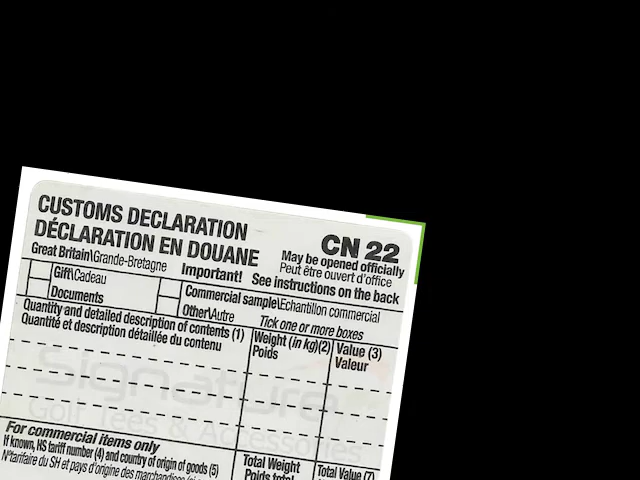 CUSTOMS DECLARATION
DÉCLARATION EN DOUANE
CN 22
May be opened officially
Peut être ouvert d'office
Great Britain\Grande-Bretagne
Important!
See instructions on the back
Gift\Cadeau
Commercial sample\Echantillon commercial
Documents
Other\Autre
Tick one or more boxes
Quantity and detailed description of contents (1)
Quantité et description détaillée du contenu
Weight (in kg)(2)
Poids
Value (3)
Valeur
Signature
Golf Tees & Accessories
For commercial items only
If known, HS tariff number (4) and country of origin of goods (5)
N°tarifaire du SH et pays d'origine des marchandises
Total Weight
Poids total
Total Value (7)